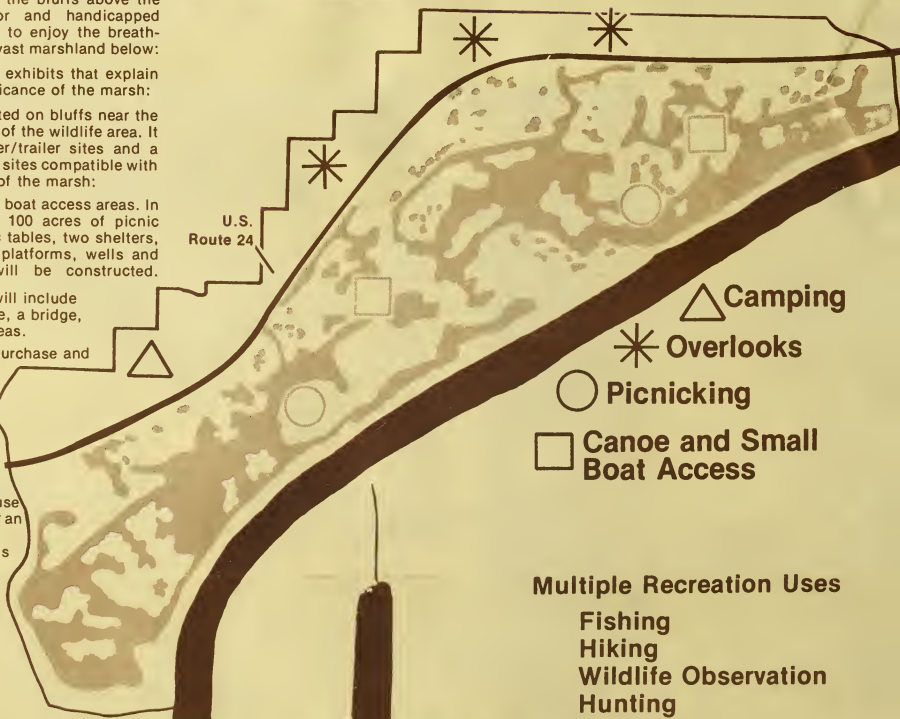 the bluffs above the
or and handicapped
to enjoy the breath-
vast marshland below:
exhibits that explain
icance of the marsh:
ted on bluffs near the
of the wildlife area. It
er/trailer sites and a
sites compatible with
of the marsh:
boat access areas. In
100 acres of picnic
tables, two shelters,
platforms, wells and
will be constructed.
will include
e, a bridge,
eas.
urchase and
use
an
s
U.S.
Route 24
Camping
Overlooks
Picnicking
Canoe and Small
Boat Access
Multiple Recreation Uses
Fishing
Hiking
Wildlife Observation
Hunting